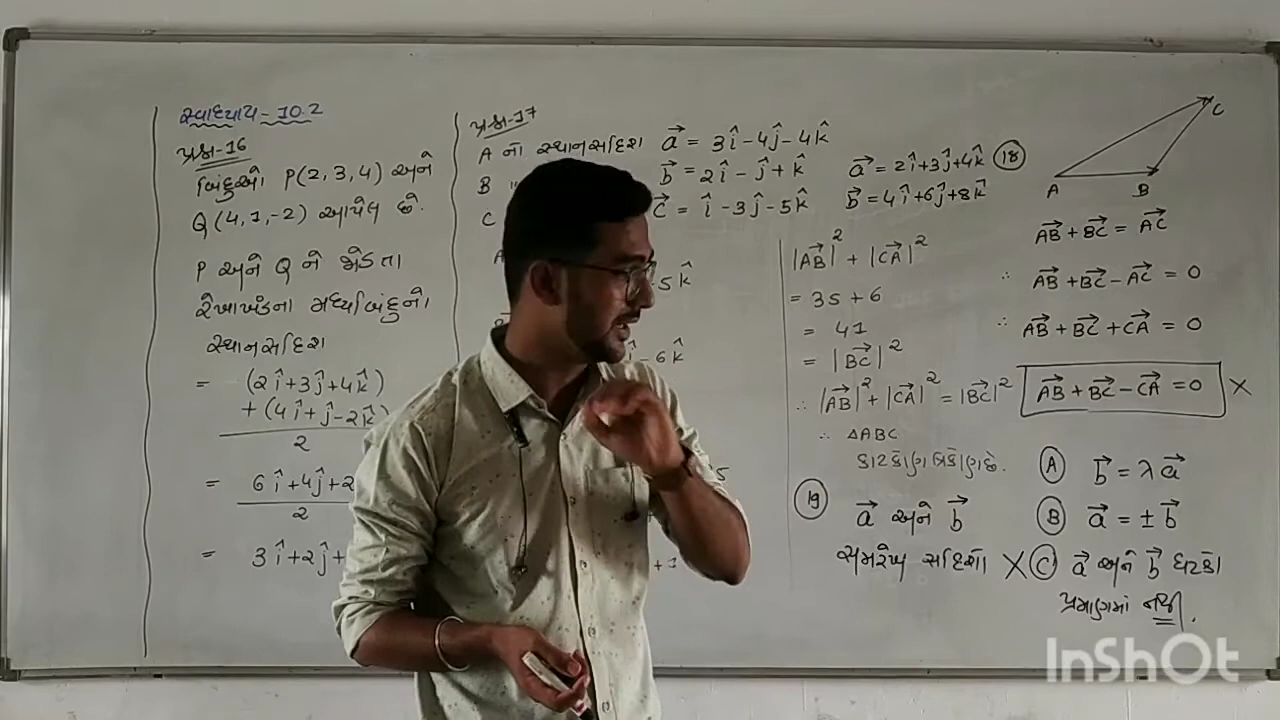 સ્વાધ્યાય-10.2
પ્રશ્ન-16
બિંદુઓ P(2,3,4) અને
Q(4,1,-2) આપેલ છે.
P અને Q ને જોડતા
રેખાખંડના મધ્યબિંદુનો
સ્થાનસદિશ
= (2î+3ĵ+4k̂)
+ (4î+ĵ-2k̂)
2
= 6î+4ĵ+2
2
= 3î+2ĵ+
પ્રશ્ન-17
A નો સ્થાનસદિશ a⃗ = 3î-4ĵ-4k̂
B " b⃗ = 2î-ĵ+k̂
C c⃗ = î-3ĵ-5k̂
5k̂
-6k̂
a⃗=2î+3ĵ+4k̂
b⃗=4î+6ĵ+8k̂
|AB⃗|² + |CA⃗|²
= 35+6
= 41
= |BC⃗|²
∴ |AB⃗|²+|CA⃗|² = |BC⃗|²
∴ △ABC
કાટકોણ ત્રિકોણ છે.
18
A B C
AB⃗+BC⃗ = AC⃗
∴ AB⃗+BC⃗-AC⃗ = 0
∴ AB⃗+BC⃗+CA⃗ = 0
AB⃗+BC⃗-CA⃗ =0 X
19 a⃗ અને b⃗
સમરેખ સદિશો
A b⃗ = λa⃗
B a⃗ = ±b⃗
X C a⃗ અને b⃗ ઘટકો
પ્રમાણમાં નથી.
InShOt